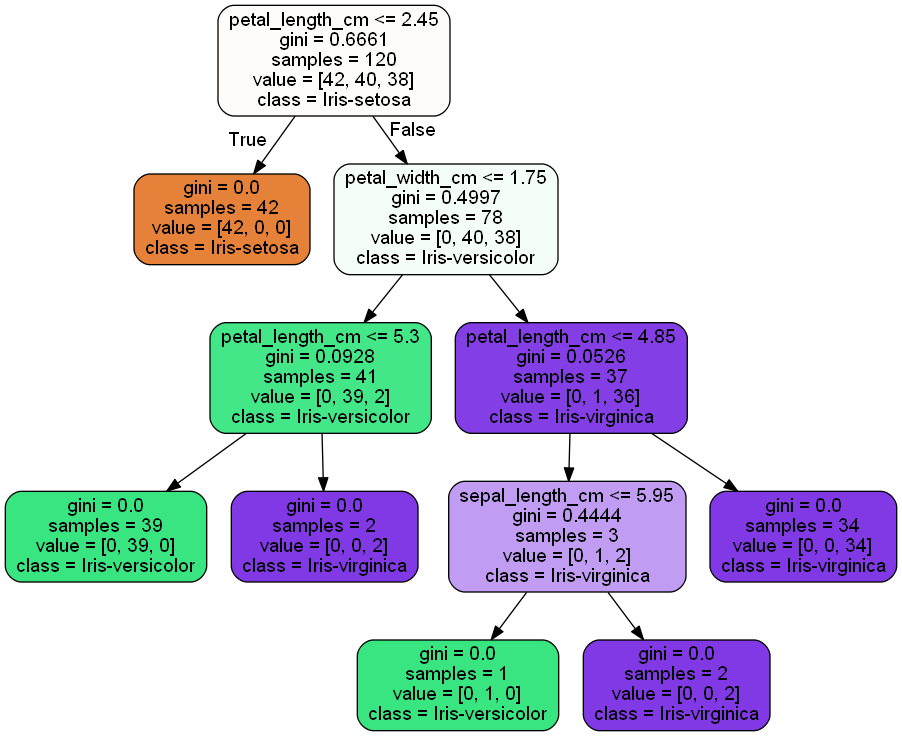 petal_length_cm <= 2.45
gini = 0.6661
samples = 120
value = [42, 40, 38]
class = Iris-setosa
True
False
gini = 0.0
samples = 42
value = [42, 0, 0]
class = Iris-setosa
petal_width_cm <= 1.75
gini = 0.4997
samples = 78
value = [0, 40, 38]
class = Iris-versicolor
petal_length_cm <= 5.3
gini = 0.0928
samples = 41
value = [0, 39, 2]
class = Iris-versicolor
petal_length_cm <= 4.85
gini = 0.0526
samples = 37
value = [0, 1, 36]
class = Iris-virginica
gini = 0.0
samples = 39
value = [0, 39, 0]
class = Iris-versicolor
gini = 0.0
samples = 2
value = [0, 0, 2]
class = Iris-virginica
sepal_length_cm <= 5.95
gini = 0.4444
samples = 3
value = [0, 1, 2]
class = Iris-virginica
gini = 0.0
samples = 34
value = [0, 0, 34]
class = Iris-virginica
gini = 0.0
samples = 1
value = [0, 1, 0]
class = Iris-versicolor
gini = 0.0
samples = 2
value = [0, 0, 2]
class = Iris-virginica